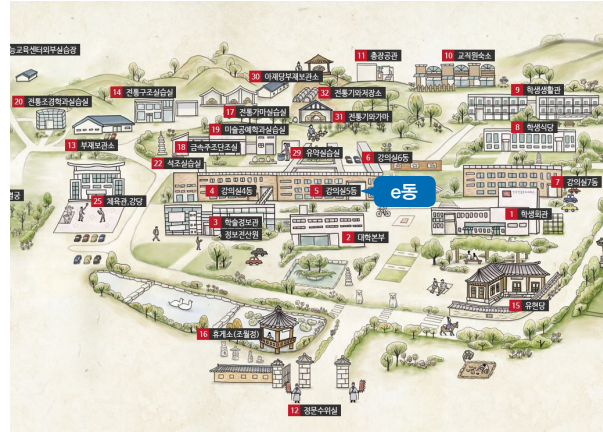 능교육센터외부실습장
11 총장공관
10 교직원숙소
30 아재당부재보관소
14 전통구조실습실
32 전통기와저장소
9 학생생활관
20 전통조경학과실습실
17 전통가마실습실
31 전통기와가마
19 미술공예학과실습실
8 학생식당
13 부재보관소
18 금속주조단조실
29 유약실습실
6 강의실6동
22 석조실습실
4 강의실4동
5 강의실5동
e동
7 강의실7동
25 체육관,강당
3 학술정보관
정보전산원
2 대학본부
1 학생회관
15 유현당
16 휴게소(조월정)
12 정문수위실